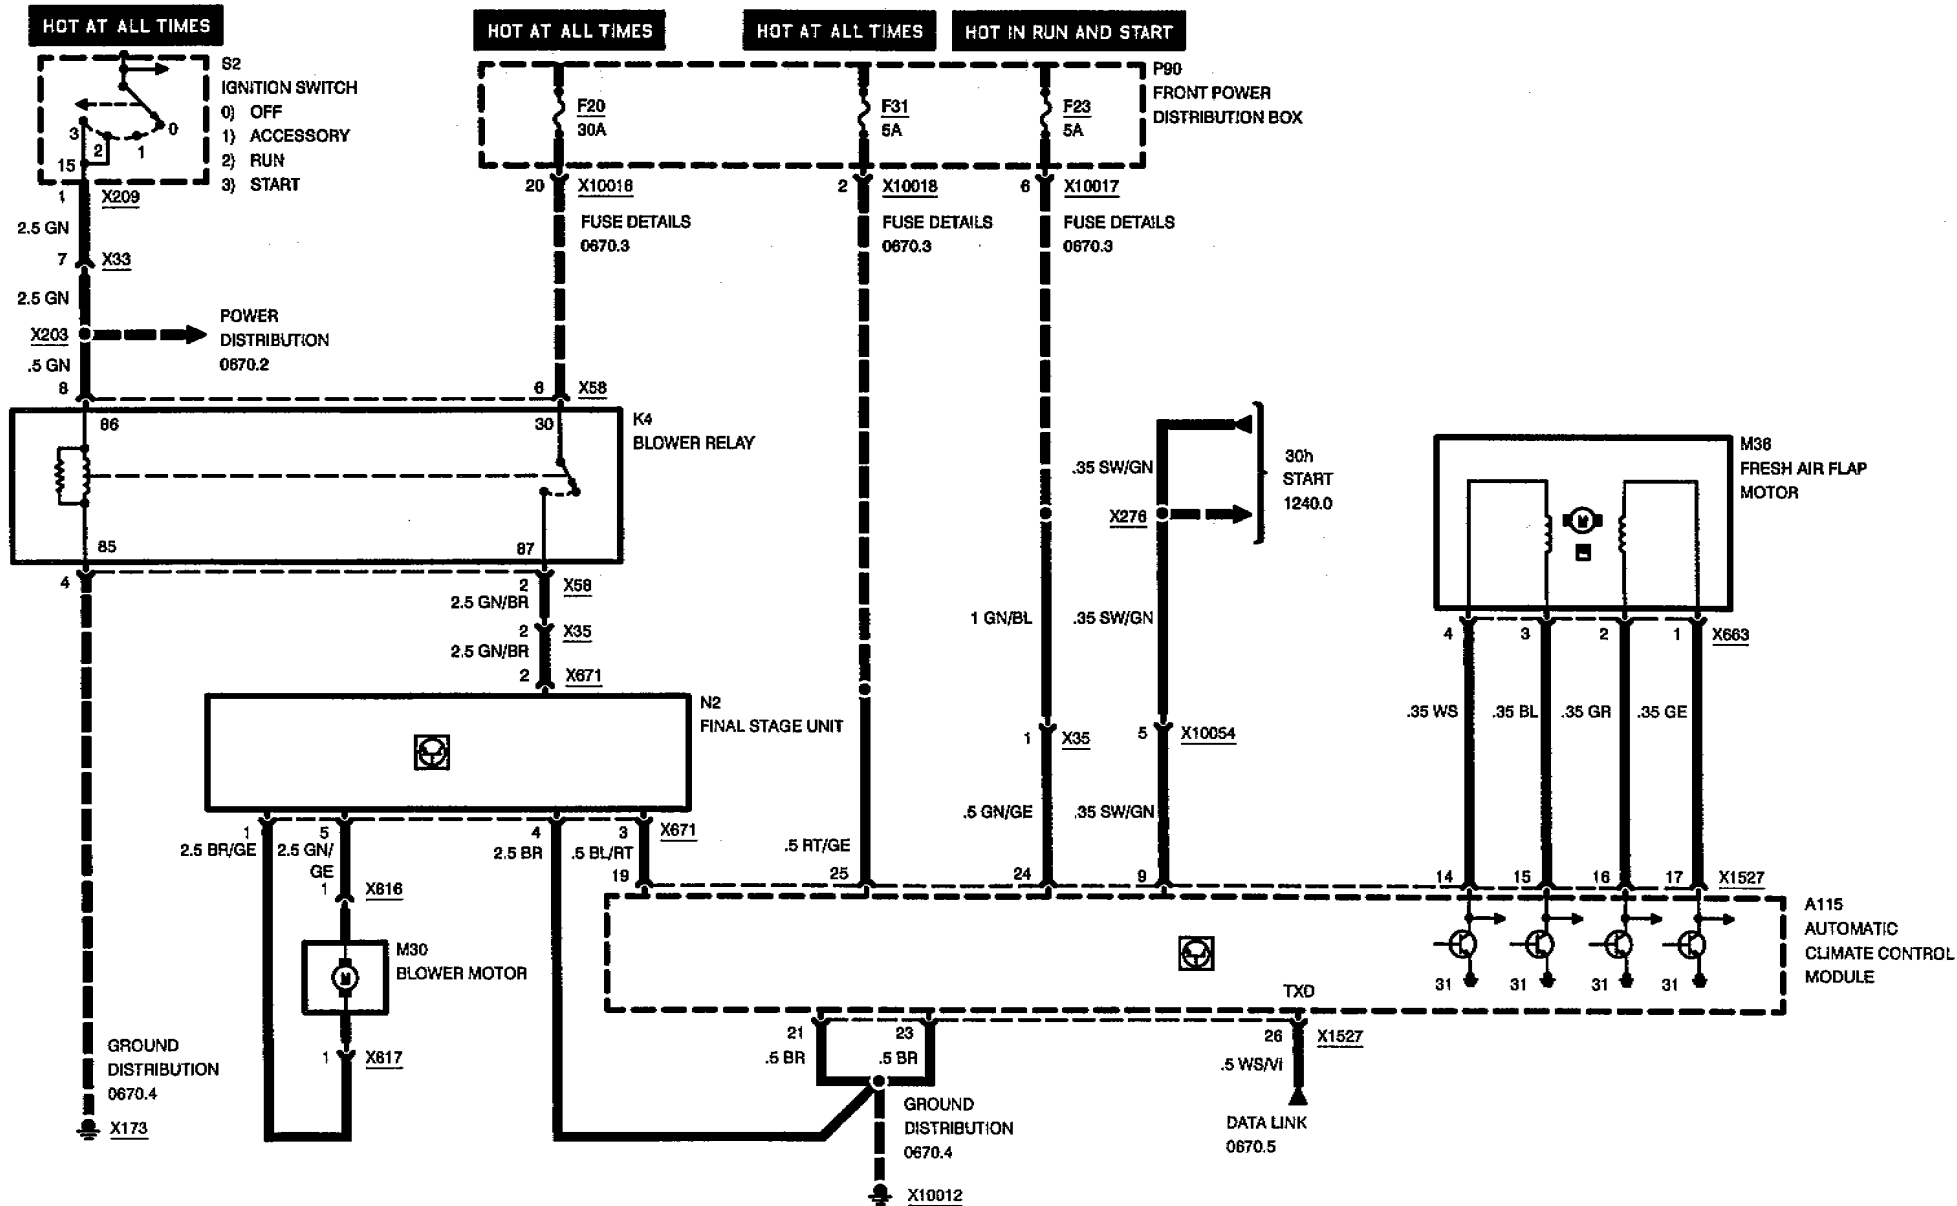 HOT AT ALL TIMES
HOT AT ALL TIMES
HOT AT ALL TIMES
HOT IN RUN AND START
S2
IGNITION SWITCH
0) OFF
1) ACCESSORY
2) RUN
3) START
3
2
1
0
15
1
X209
2.5 GN
7
X33
2.5 GN
X203
POWER
DISTRIBUTION
0670.2
.5 GN
8
F20
30A
F31
5A
F23
5A
P90
FRONT POWER
DISTRIBUTION BOX
20
X10016
FUSE DETAILS
0670.3
2
X10018
FUSE DETAILS
0670.3
6
X10017
FUSE DETAILS
0670.3
6
X58
86
30
K4
BLOWER RELAY
85
87
4
2
X58
2.5 GN/BR
2
X35
2.5 GN/BR
2
X671
N2
FINAL STAGE UNIT
.35 SW/GN
30h
START
1240.0
X276
1 GN/BL
.35 SW/GN
1
X35
5
X10054
.5 GN/GE
.35 SW/GN
.5 RT/GE
M38
FRESH AIR FLAP
MOTOR
M
4
3
2
1
X663
.35 WS
.35 BL
.35 GR
.35 GE
1
5
4
3
X671
2.5 BR/GE
2.5 GN/
GE
2.5 BR
.5 BL/RT
1
X616
19
25
24
9
14
15
16
17
X1527
M30
BLOWER MOTOR
M
1
X617
A115
AUTOMATIC
CLIMATE CONTROL
MODULE
31
31
31
31
TXD
21
23
26
X1527
.5 BR
.5 BR
.5 WS/VI
DATA LINK
0670.5
GROUND
DISTRIBUTION
0670.4
X173
GROUND
DISTRIBUTION
0670.4
X10012